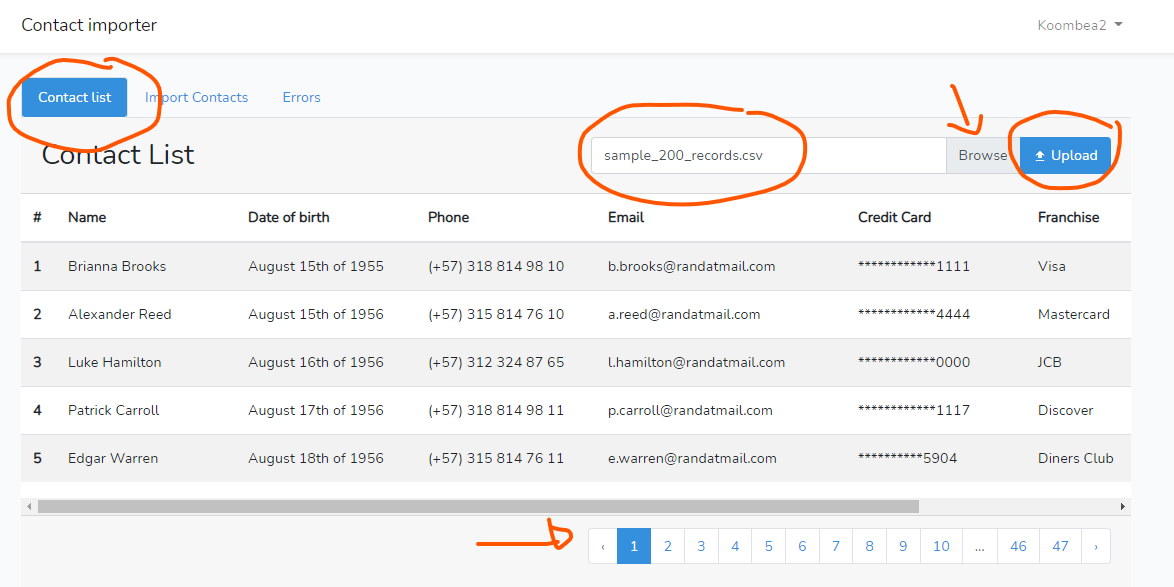 Contact importer Koombea2
Contact list Import Contacts Errors
Contact List sample_200_records.csv Browse Upload
# Name Date of birth Phone Email Credit Card Franchise
1 Brianna Brooks August 15th of 1955 (+57) 318 814 98 10 b.brooks@randatmail.com ************1111 Visa
2 Alexander Reed August 15th of 1956 (+57) 315 814 76 10 a.reed@randatmail.com ************4444 Mastercard
3 Luke Hamilton August 16th of 1956 (+57) 312 324 87 65 l.hamilton@randatmail.com ************0000 JCB
4 Patrick Carroll August 17th of 1956 (+57) 318 814 98 11 p.carroll@randatmail.com ************1117 Discover
5 Edgar Warren August 18th of 1956 (+57) 315 814 76 11 e.warren@randatmail.com **********5904 Diners Club
‹ 1 2 3 4 5 6 7 8 9 10 ... 46 47 ›